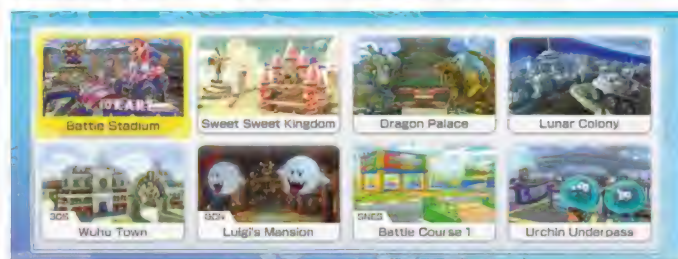 Battle Stadium
Sweet Sweet Kingdom
Dragon Palace
Lunar Colony
3DS
Wuhu Town
GCN
Luigi's Mansion
SNES
Battle Course 1
Urchin Underpass